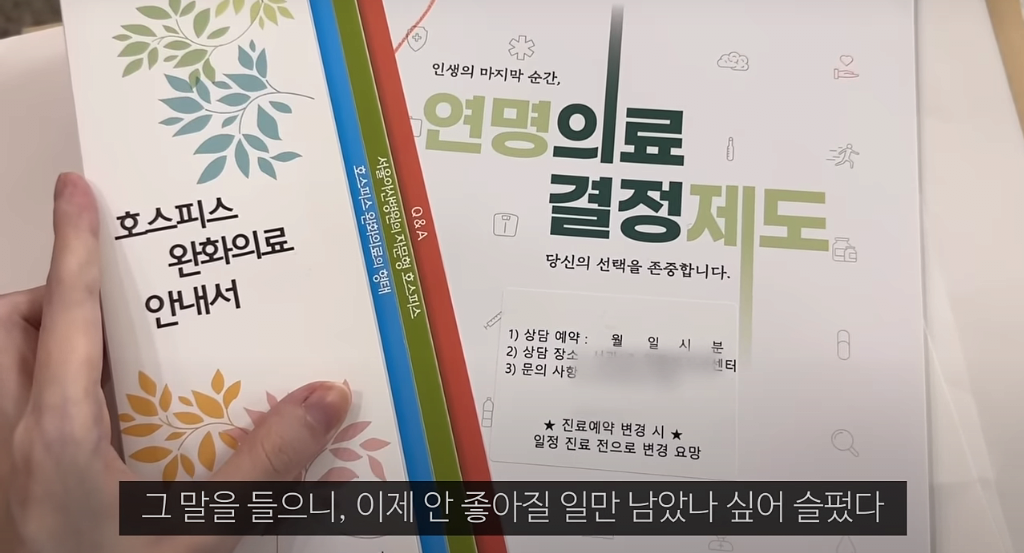 호스피스
완화의료
안내서
호스피스 완화의료의 형태
서울아산병원의 자문형 호스피스
Q&A
인생의 마지막 순간,
연명의료
결정제도
당신의 선택을 존중합니다.
1) 상담 예약 : 월 일 시 분
2) 상담 장소 센터
3) 문의 사항
★ 진료예약 변경 시 ★
일정 진료 전으로 변경 요망
그 말을 들으니, 이제 안 좋아질 일만 남았나 싶어 슬펐다